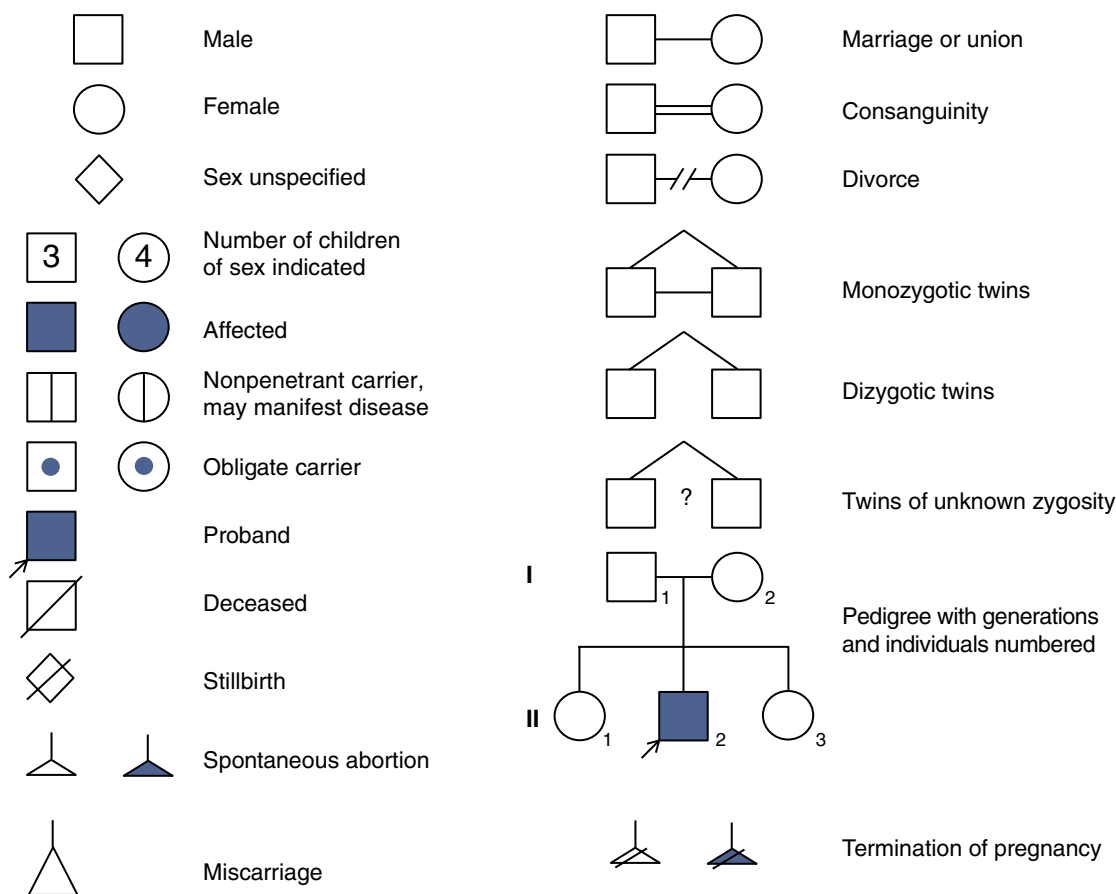 Male
Female
Sex unspecified
3 4
Number of children
of sex indicated
Affected
Nonpenetrant carrier,
may manifest disease
Obligate carrier
Proband
Deceased
Stillbirth
Spontaneous abortion
Miscarriage
Marriage or union
Consanguinity
Divorce
Monozygotic twins
Dizygotic twins
?
Twins of unknown zygosity
I
1 2
Pedigree with generations
and individuals numbered
II
1 2 3
Termination of pregnancy